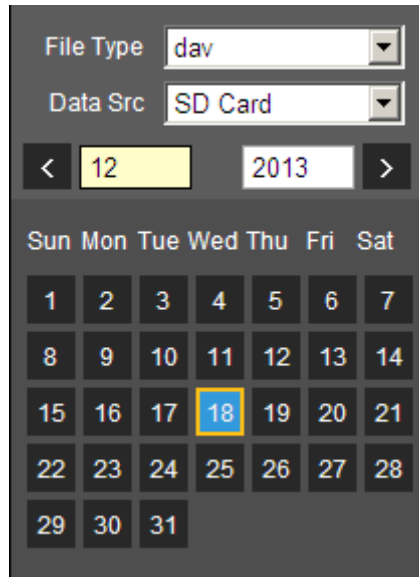 File Type dav
Data Src SD Card
< 12 2013 >
Sun Mon Tue Wed Thu Fri Sat
1 2 3 4 5 6 7
8 9 10 11 12 13 14
15 16 17 18 19 20 21
22 23 24 25 26 27 28
29 30 31